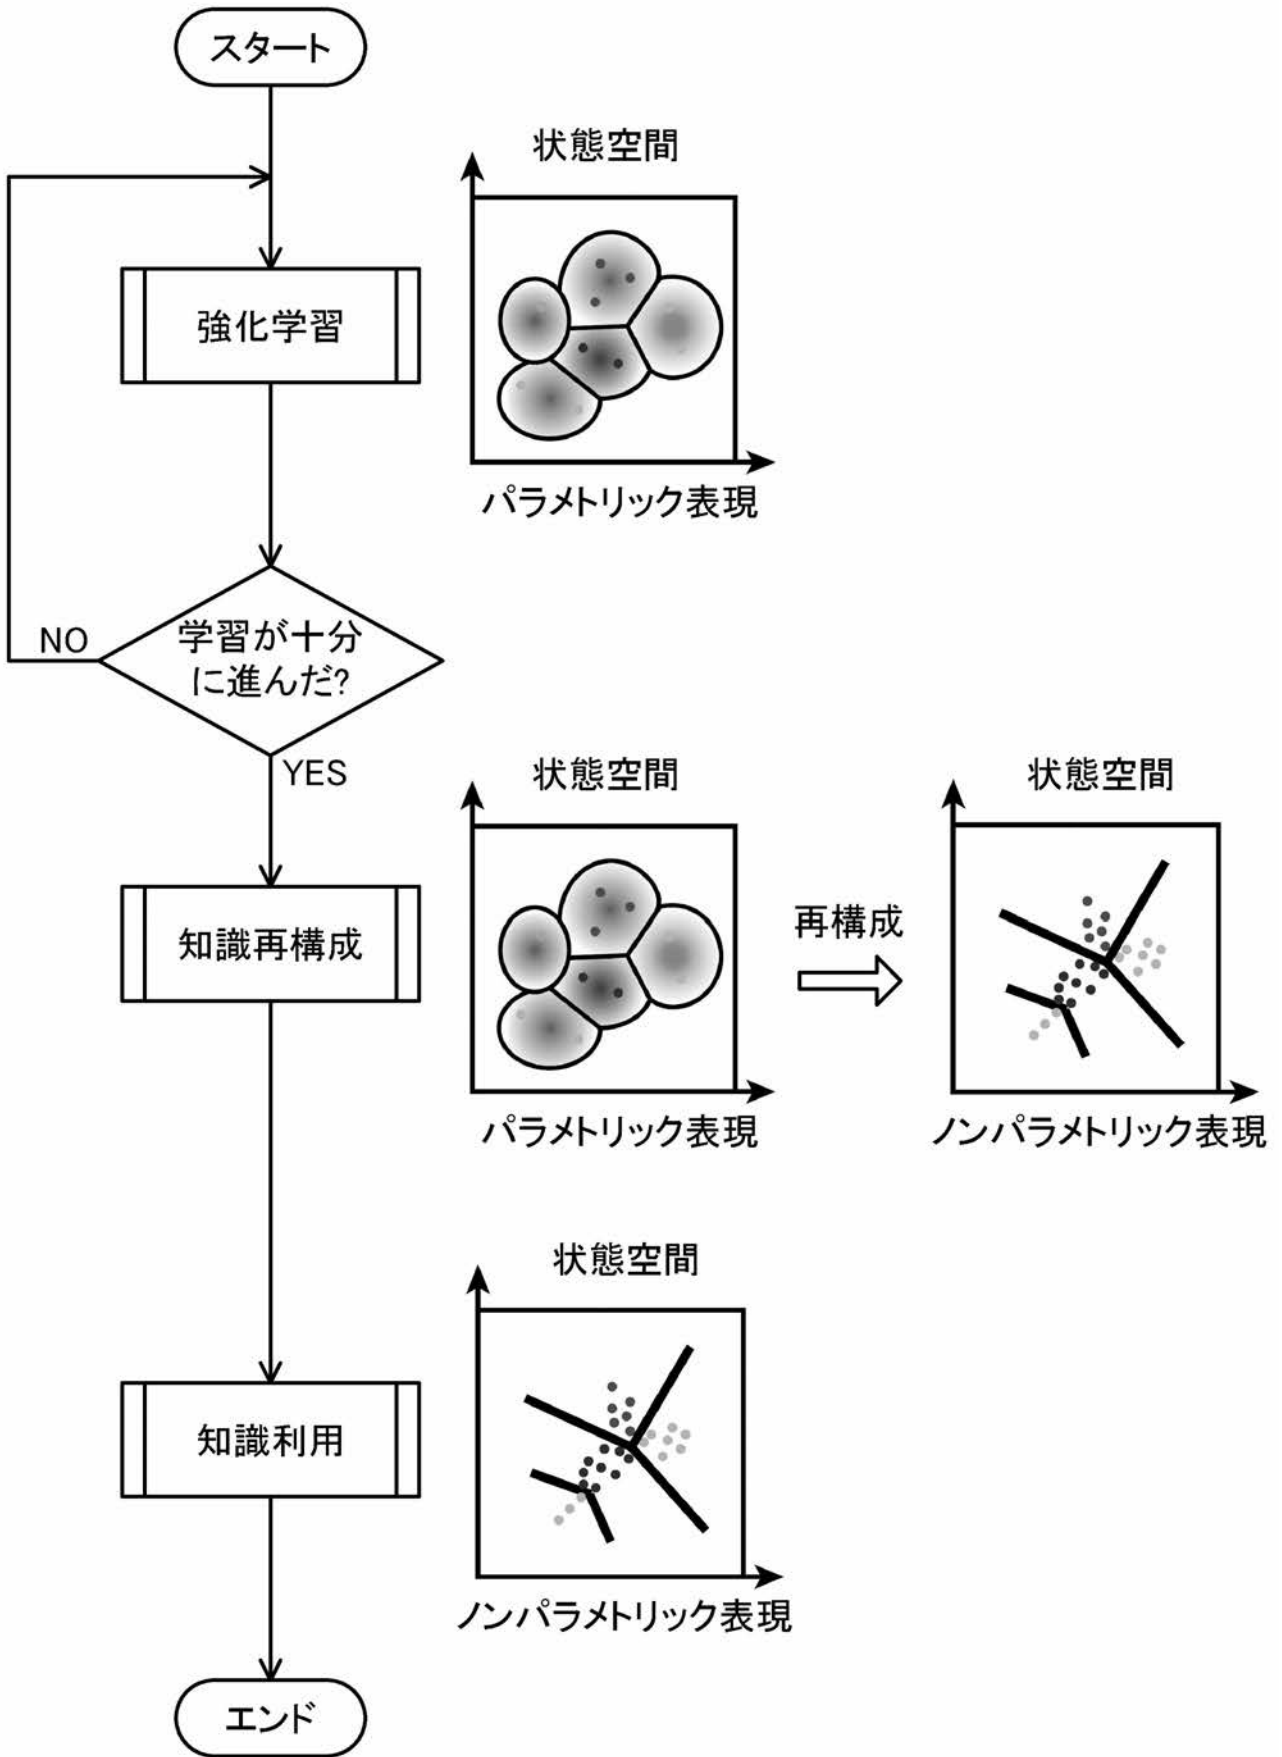 スタート
状態空間
強化学習
パラメトリック表現
学習が十分
に進んだ?
NO
YES
状態空間
状態空間
知識再構成
再構成
パラメトリック表現
ノンパラメトリック表現
状態空間
知識利用
ノンパラメトリック表現
エンド